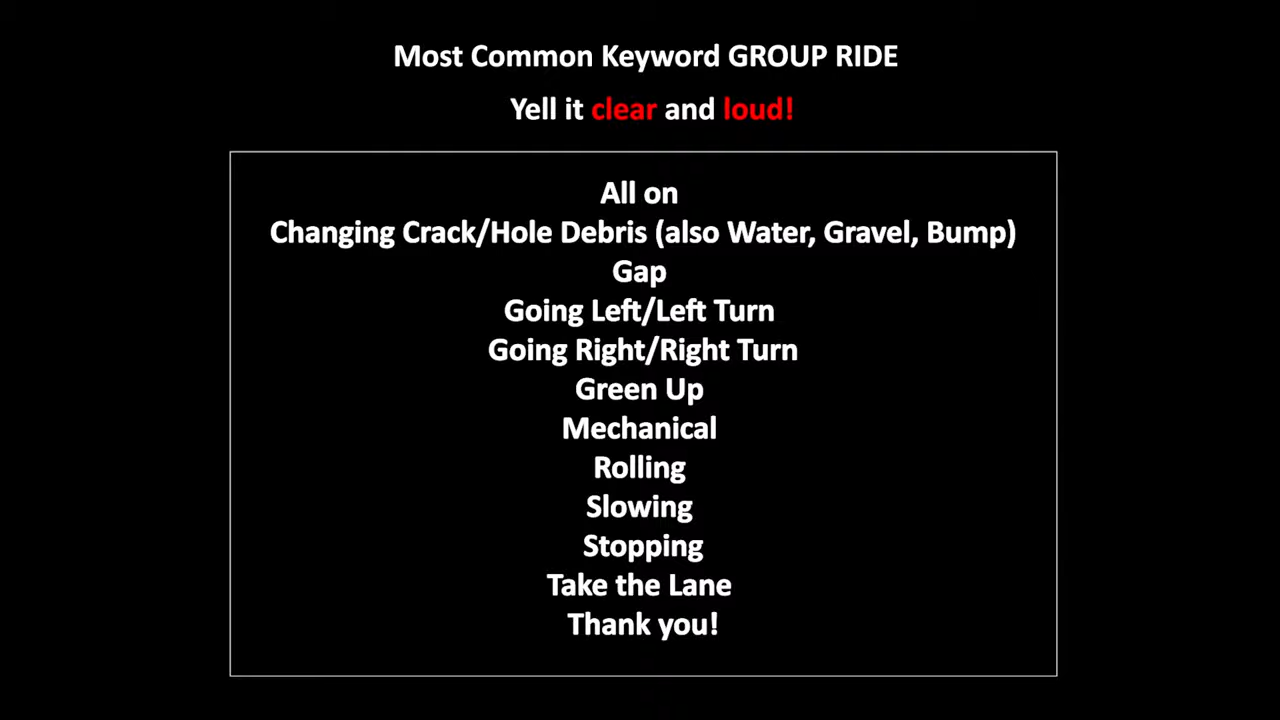 Most Common Keyword GROUP RIDE
Yell it clear and loud!
All on
Changing Crack/Hole Debris (also Water, Gravel, Bump)
Gap
Going Left/Left Turn
Going Right/Right Turn
Green Up
Mechanical
Rolling
Slowing
Stopping
Take the Lane
Thank you!